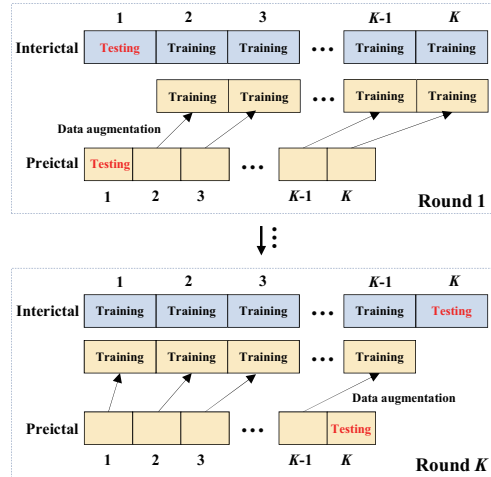 1 2 3 K-1 K
Interictal Testing Training Training ... Training Training
Training Training ... Training Training
Data augmentation
Preictal Testing ...
1 2 3 K-1 K
Round 1
1 2 3 K-1 K
Interictal Training Training Training ... Training Testing
Training Training Training ... Training
Data augmentation
Preictal ... Testing
1 2 3 K-1 K
Round K